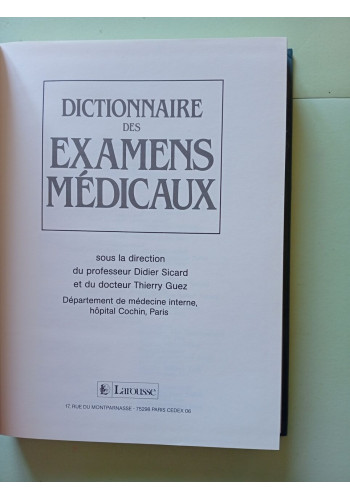 DICTIONNAIRE
DES
EXAMENS
MÉDICAUX
sous la direction
du professeur Didier Sicard
et du docteur Thierry Guez
Département de médecine interne,
hôpital Cochin, Paris
Larousse
17 RUE DU MONTPARNASSE - 75298 PARIS CEDEX 06